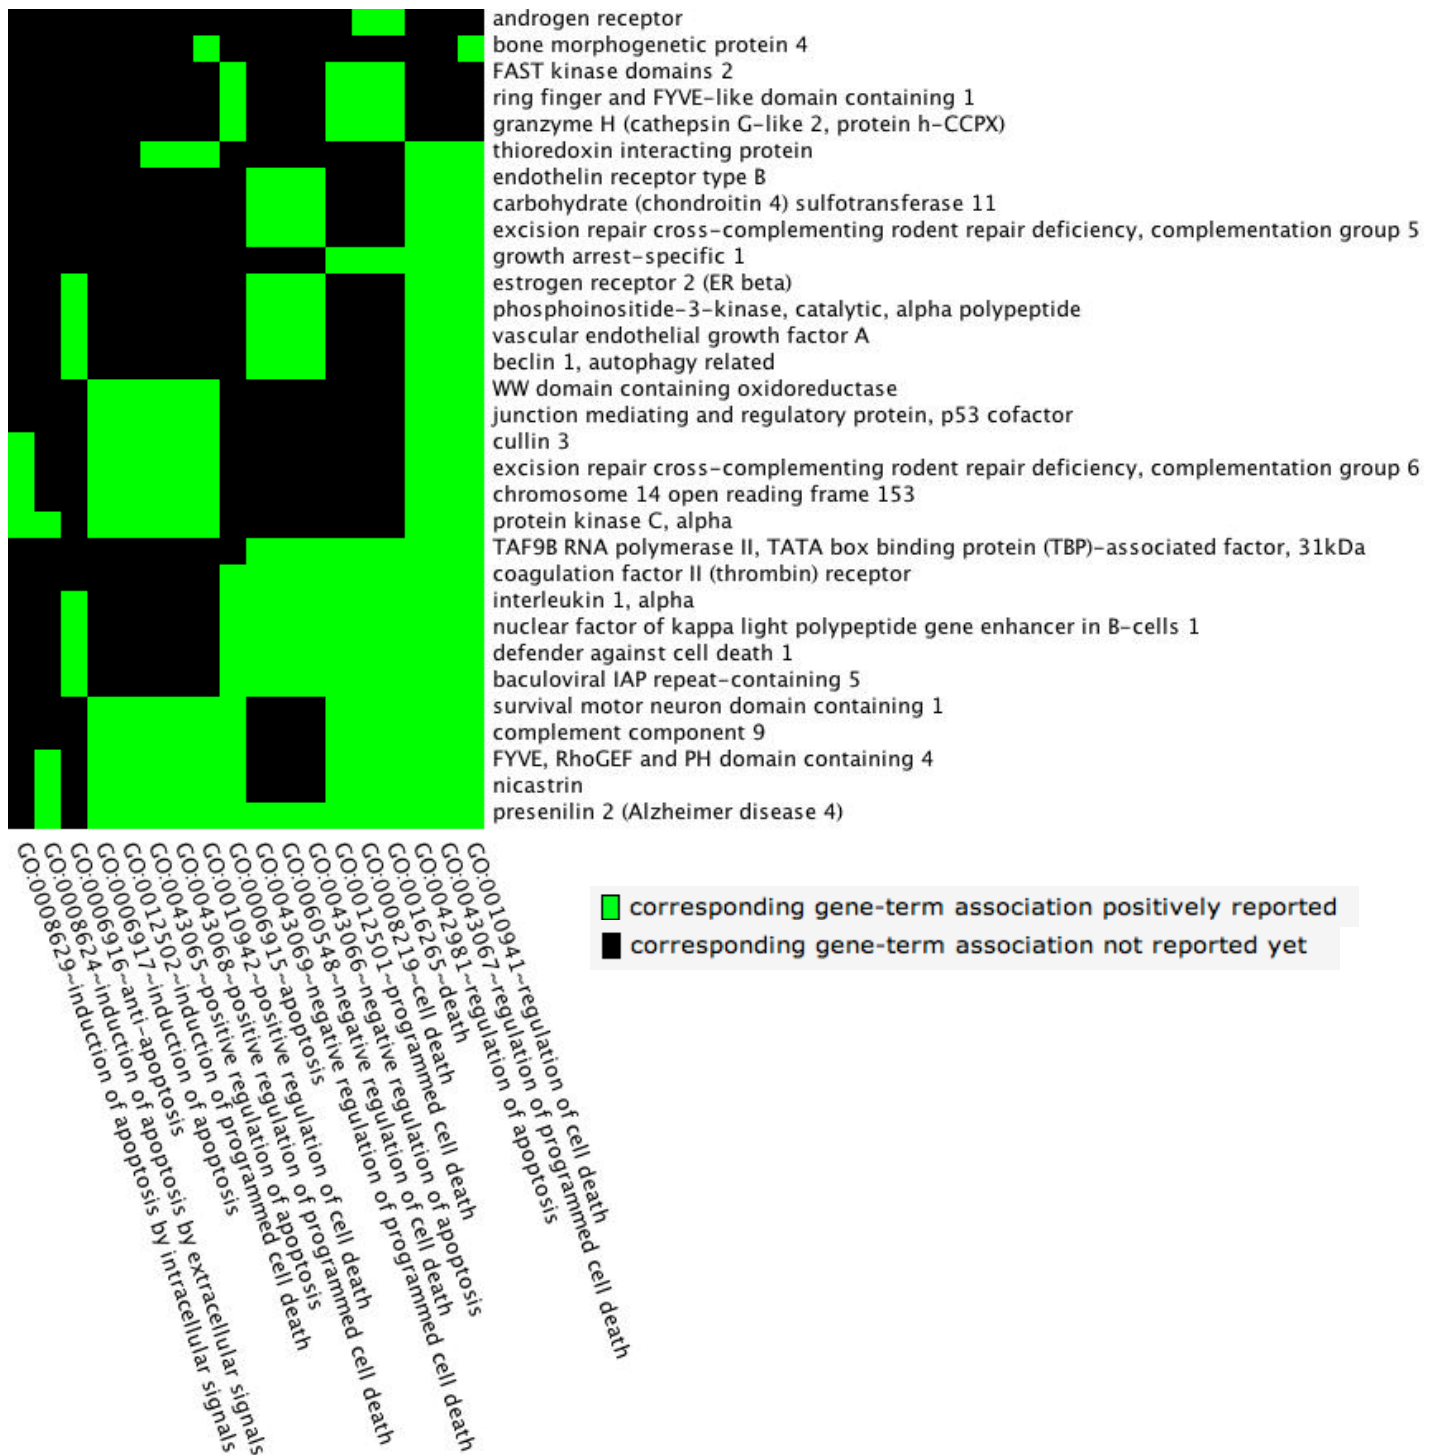 androgen receptor
bone morphogenetic protein 4
FAST kinase domains 2
ring finger and FYVE-like domain containing 1
granzyme H (cathepsin G-like 2, protein h-CCPX)
thioredoxin interacting protein
endothelin receptor type B
carbohydrate (chondroitin 4) sulfotransferase 11
excision repair cross-complementing rodent repair deficiency, complementation group 5
growth arrest-specific 1
estrogen receptor 2 (ER beta)
phosphoinositide-3-kinase, catalytic, alpha polypeptide
vascular endothelial growth factor A
beclin 1, autophagy related
WW domain containing oxidoreductase
junction mediating and regulatory protein, p53 cofactor
cullin 3
excision repair cross-complementing rodent repair deficiency, complementation group 6
chromosome 14 open reading frame 153
protein kinase C, alpha
TAF9B RNA polymerase II, TATA box binding protein (TBP)-associated factor, 31kDa
coagulation factor II (thrombin) receptor
interleukin 1, alpha
nuclear factor of kappa light polypeptide gene enhancer in B-cells 1
defender against cell death 1
baculoviral IAP repeat-containing 5
survival motor neuron domain containing 1
complement component 9
FYVE, RhoGEF and PH domain containing 4
nicastrin
presenilin 2 (Alzheimer disease 4)
GO:0008629~induction of apoptosis by intracellular signals
GO:0008624~induction of apoptosis by extracellular signals
GO:0006916~anti-apoptosis
GO:0006917~induction of apoptosis
GO:0012502~induction of programmed cell death
GO:0043065~positive regulation of apoptosis
GO:0043068~positive regulation of programmed cell death
GO:0010942~positive regulation of cell death
GO:0006915~apoptosis
GO:0043069~negative regulation of programmed cell death
GO:0060548~negative regulation of cell death
GO:0043066~negative regulation of apoptosis
GO:0012501~programmed cell death
GO:0008219~cell death
GO:0016265~death
GO:0042981~regulation of apoptosis
GO:0043067~regulation of programmed cell death
GO:0010941~regulation of cell death
corresponding gene-term association positively reported
corresponding gene-term association not reported yet